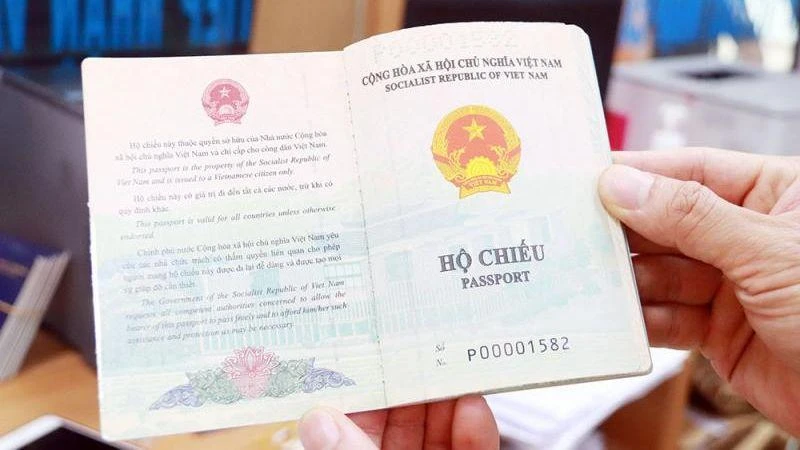 Hộ chiếu này thuộc quyền sở hữu của Nhà nước Cộng hòa
xã hội chủ nghĩa Việt Nam và chỉ cấp cho công dân Việt Nam.
This passport is the property of the Socialist Republic of
Viet Nam and is issued to a Vietnamese citizen only.
Hộ chiếu này có giá trị đi đến tất cả các nước, trừ khi có
quy định khác.
This passport is valid for all countries unless otherwise
endorsed.
Chính phủ nước Cộng hòa xã hội chủ nghĩa Việt Nam yêu
cầu các nhà chức trách có thẩm quyền liên quan cho phép
người mang hộ chiếu này được đi lại dễ dàng và được tạo mọi
sự giúp đỡ cần thiết.
The Government of the Socialist Republic of Viet Nam
requests all competent authorities concerned to allow the
bearer of this passport to pass freely and to afford him/her such
assistance and protection as may be necessary.
P00001582
CỘNG HÒA XÃ HỘI CHỦ NGHĨA VIỆT NAM
SOCIALIST REPUBLIC OF VIET NAM
VIỆT NAM
HỘ CHIẾU
PASSPORT
Số
No.
P00001582